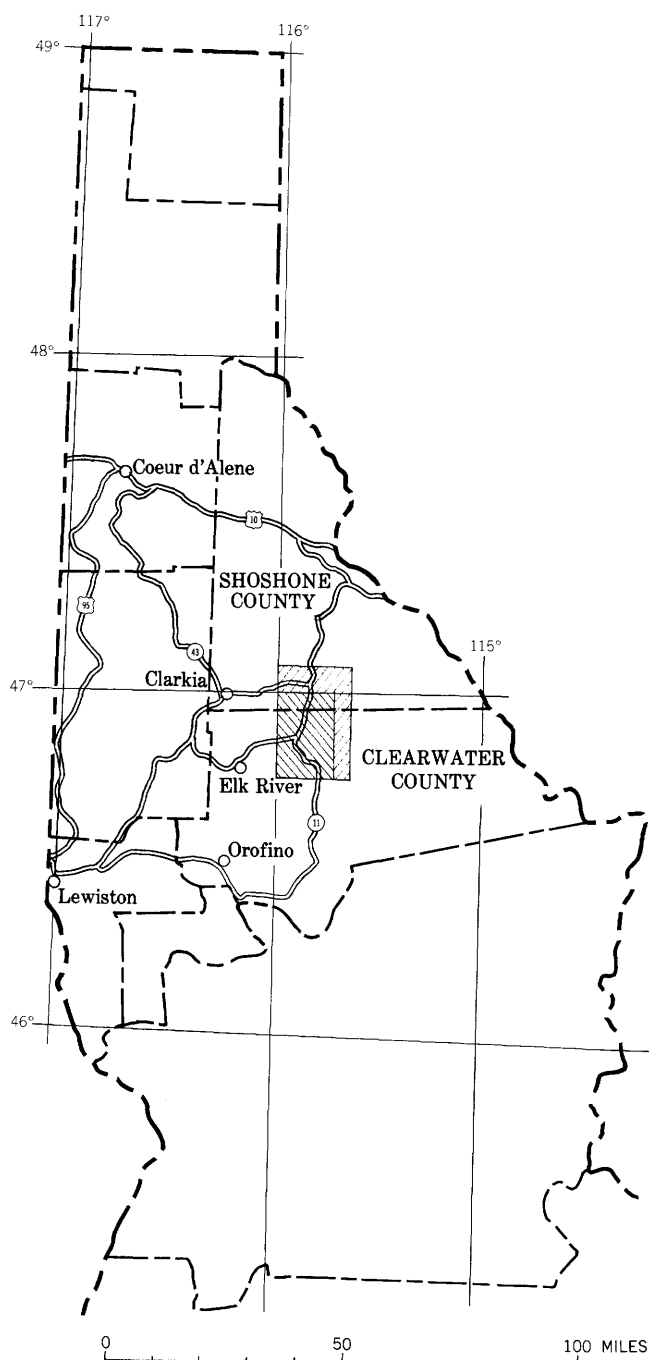 117°
116°
49°
48°
Coeur d'Alene
10
SHOSHONE
COUNTY
95
115°
43
Clarkia
47°
CLEARWATER
COUNTY
Elk River
11
Orofino
Lewiston
46°
0 50 100 MILES